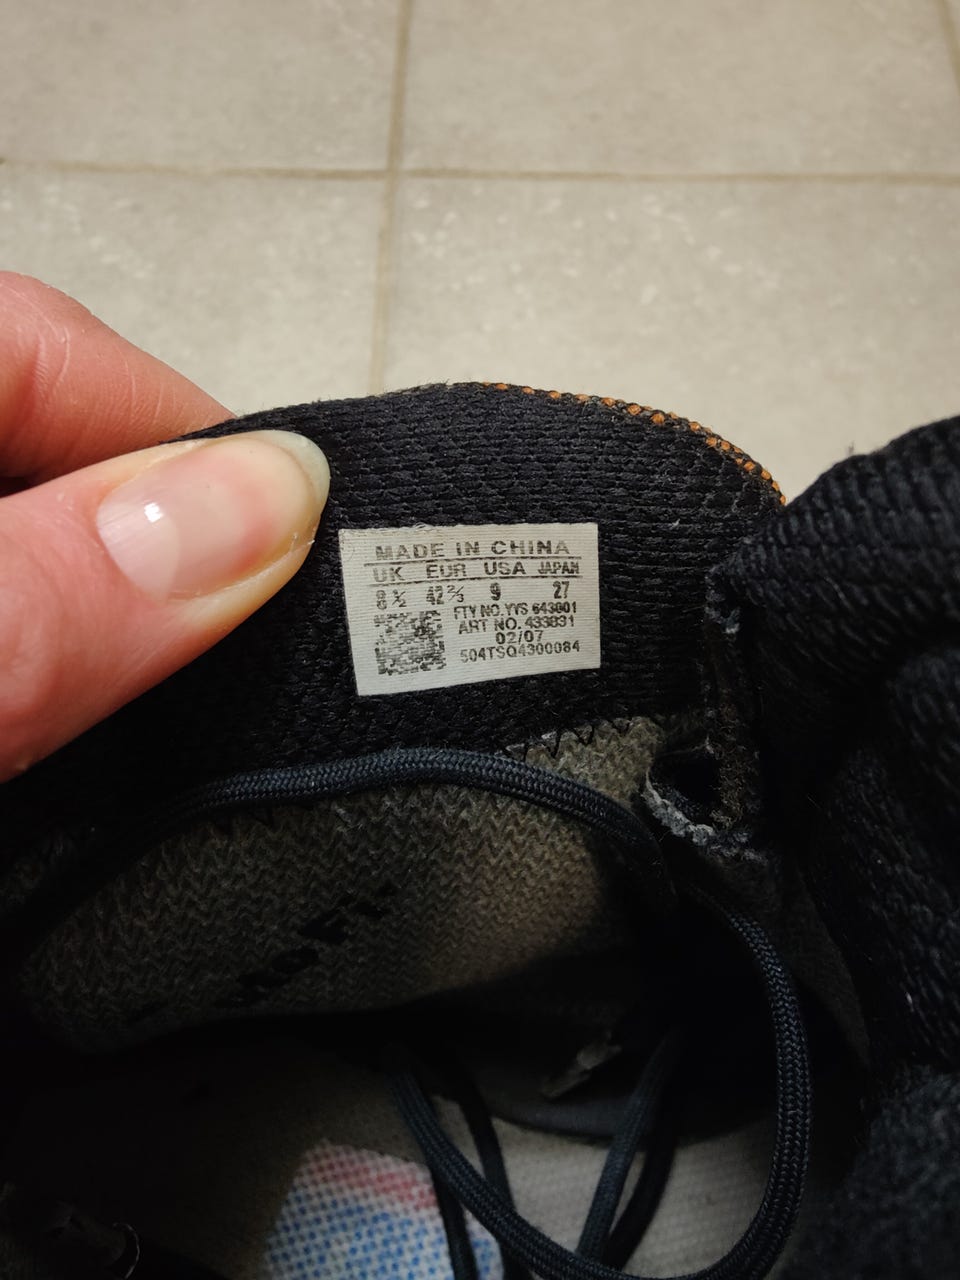 MADE IN CHINA
UK EUR USA JAPAN
8 ½ 42 ⅔ 9 27
FTY NO. YYS 643001
ART NO. 433831
02/07
504TSQ4300084